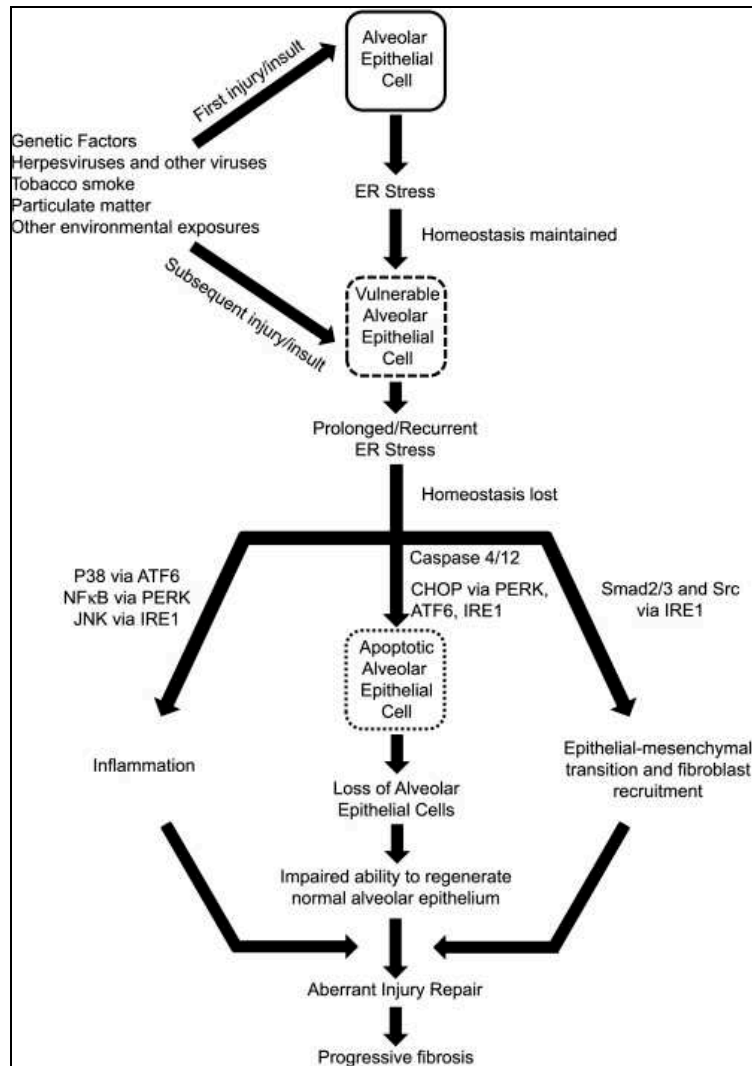 Alveolar
Epithelial
Cell
First injury/insult
Genetic Factors
Herpesviruses and other viruses
Tobacco smoke
Particulate matter
Other environmental exposures
ER Stress
Homeostasis maintained
Subsequent injury/insult
Vulnerable
Alveolar
Epithelial
Cell
Prolonged/Recurrent
ER Stress
Homeostasis lost
P38 via ATF6
NFκB via PERK
JNK via IRE1
Caspase 4/12
CHOP via PERK,
ATF6, IRE1
Smad2/3 and Src
via IRE1
Apoptotic
Alveolar
Epithelial
Cell
Inflammation
Epithelial-mesenchymal
transition and fibroblast
recruitment
Loss of Alveolar
Epithelial Cells
Impaired ability to regenerate
normal alveolar epithelium
Aberrant Injury Repair
Progressive fibrosis